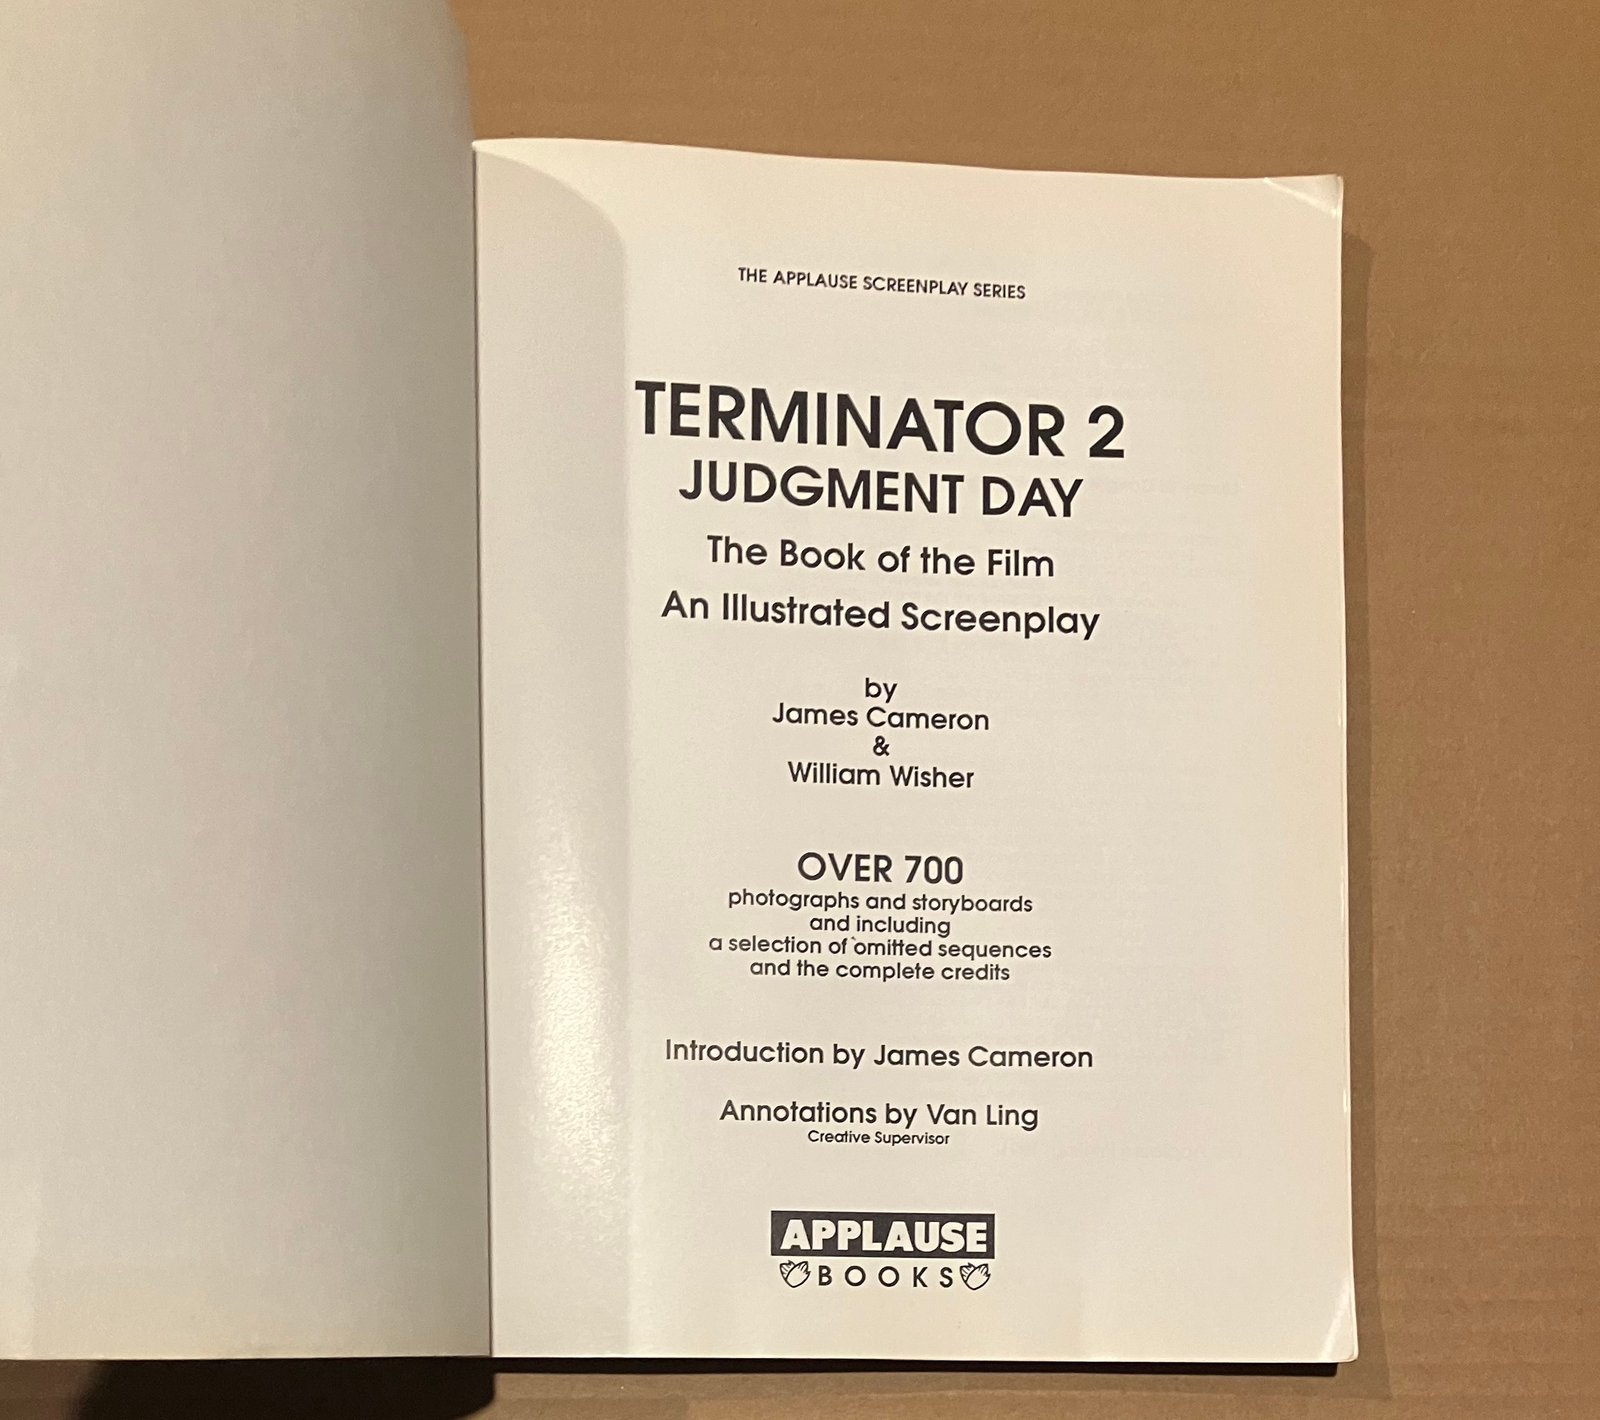 THE APPLAUSE SCREENPLAY SERIES
TERMINATOR 2
JUDGMENT DAY
The Book of the Film
An Illustrated Screenplay
by
James Cameron
&
William Wisher
OVER 700
photographs and storyboards
and including
a selection of omitted sequences
and the complete credits
Introduction by James Cameron
Annotations by Van Ling
Creative Supervisor
APPLAUSE
BOOKS